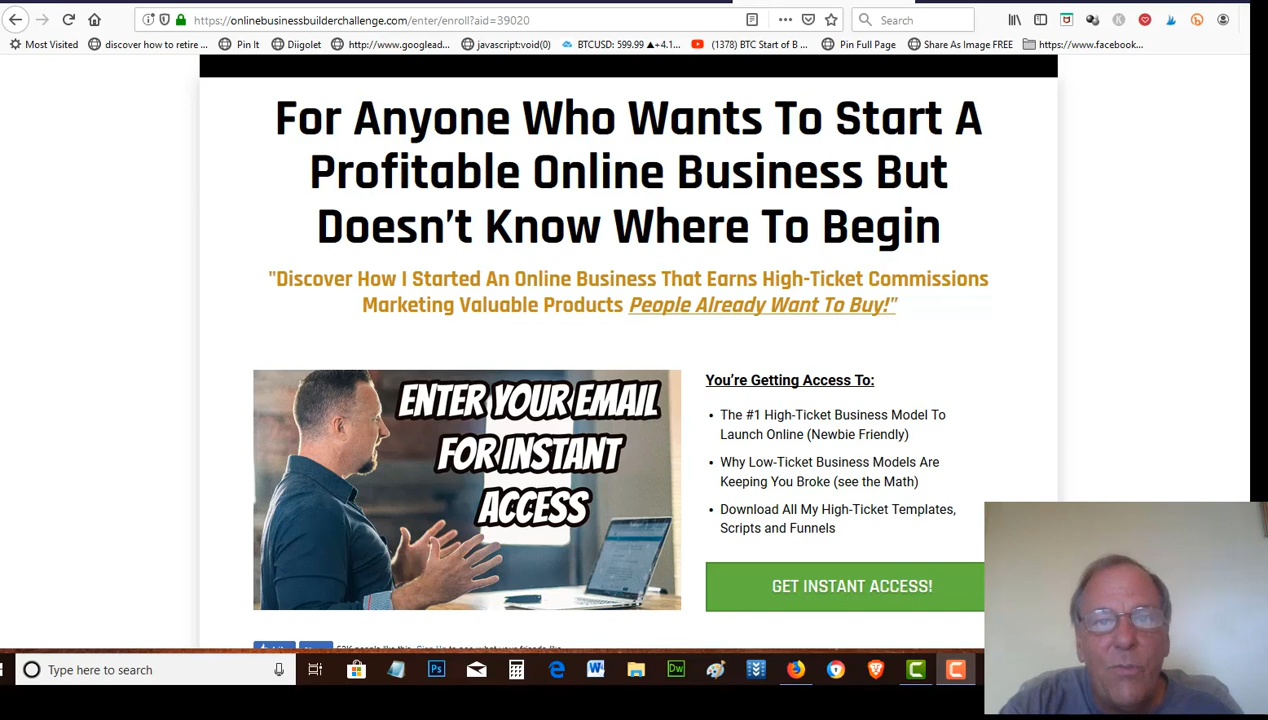 https://onlinebusinessbuilderchallenge.com/enter/enroll?aid=39020
Search
Most Visited
discover how to retire ...
Pin It
Diigolet
http://www.googlead...
javascript:void(0)
BTCUSD: 599.99 ▲+4.1...
(1378) BTC Start of B ...
Pin Full Page
Share As Image FREE
https://www.facebook...
For Anyone Who Wants To Start A
Profitable Online Business But
Doesn't Know Where To Begin
"Discover How I Started An Online Business That Earns High-Ticket Commissions
Marketing Valuable Products People Already Want To Buy!"
ENTER YOUR EMAIL
FOR INSTANT
ACCESS
You're Getting Access To:
• The #1 High-Ticket Business Model To
Launch Online (Newbie Friendly)
• Why Low-Ticket Business Models Are
Keeping You Broke (see the Math)
• Download All My High-Ticket Templates,
Scripts and Funnels
GET INSTANT ACCESS!
Type here to search